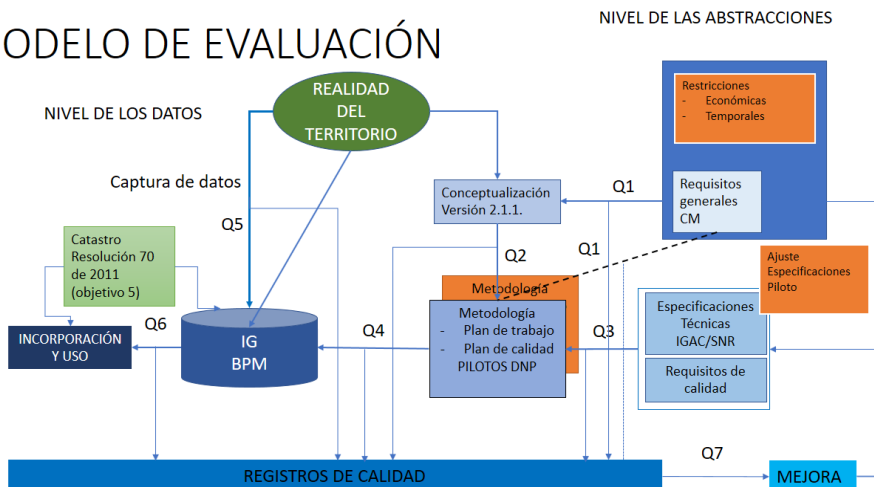 NIVEL DE LAS ABSTRACCIONES
ODELO DE EVALUACIÓN
NIVEL DE LOS DATOS
REALIDAD
DEL
TERRITORIO
Restricciones
- Económicas
- Temporales
Captura de datos
Conceptualización
Versión 2.1.1.
Q1
Requisitos
generales
CM
Q5
Catastro
Resolución 70
de 2011
(objetivo 5)
Q2
Q1
Ajuste
Especificaciones
Piloto
Metodología
Metodología
- Plan de trabajo
- Plan de calidad
PILOTOS DNP
Especificaciones
Técnicas
IGAC/SNR
Requisitos de
calidad
Q3
Q4
IG
BPM
Q6
INCORPORACIÓN
Y USO
REGISTROS DE CALIDAD
Q7
MEJORA